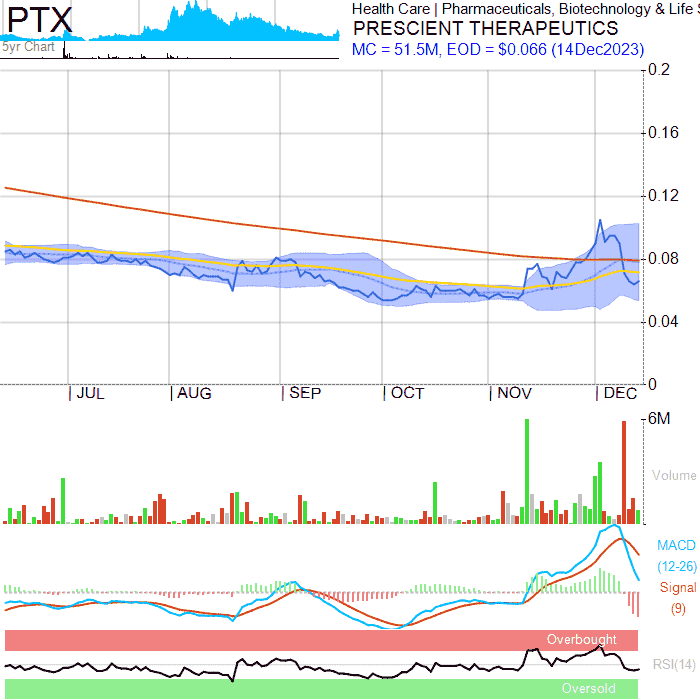 PTX
5yr Chart
Health Care | Pharmaceuticals, Biotechnology & Life S
PRESCIENT THERAPEUTICS
MC = 51.5M, EOD = $0.066 (14Dec2023)
0.2
0.16
0.12
0.08
0.04
0
JUL AUG SEP OCT NOV DEC
6M
Volume
MACD
(12-26)
Signal
(9)
Overbought
RSI(14)
Oversold